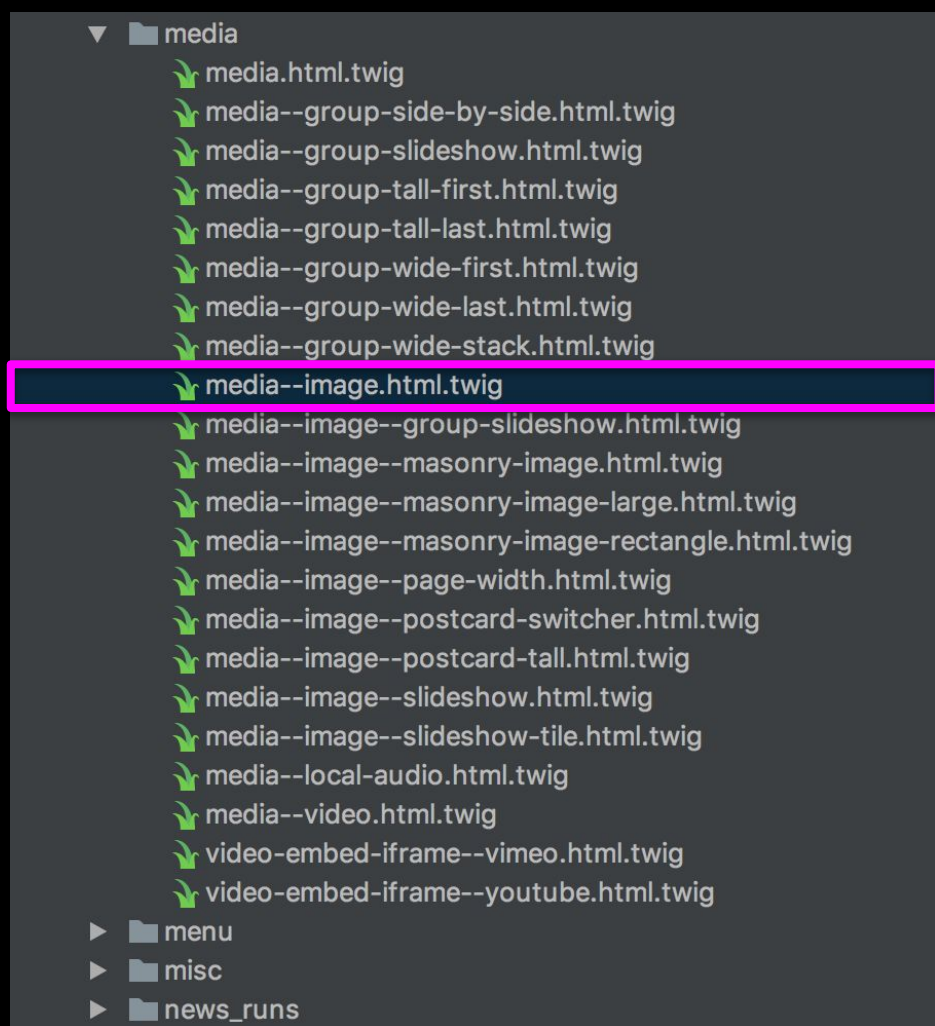 media
media.html.twig
media--group-side-by-side.html.twig
media--group-slideshow.html.twig
media--group-tall-first.html.twig
media--group-tall-last.html.twig
media--group-wide-first.html.twig
media--group-wide-last.html.twig
media--group-wide-stack.html.twig
media--image.html.twig
media--image--group-slideshow.html.twig
media--image--masonry-image.html.twig
media--image--masonry-image-large.html.twig
media--image--masonry-image-rectangle.html.twig
media--image--page-width.html.twig
media--image--postcard-switcher.html.twig
media--image--postcard-tall.html.twig
media--image--slideshow.html.twig
media--image--slideshow-tile.html.twig
media--local-audio.html.twig
media--video.html.twig
video-embed-iframe--vimeo.html.twig
video-embed-iframe--youtube.html.twig
menu
misc
news_runs